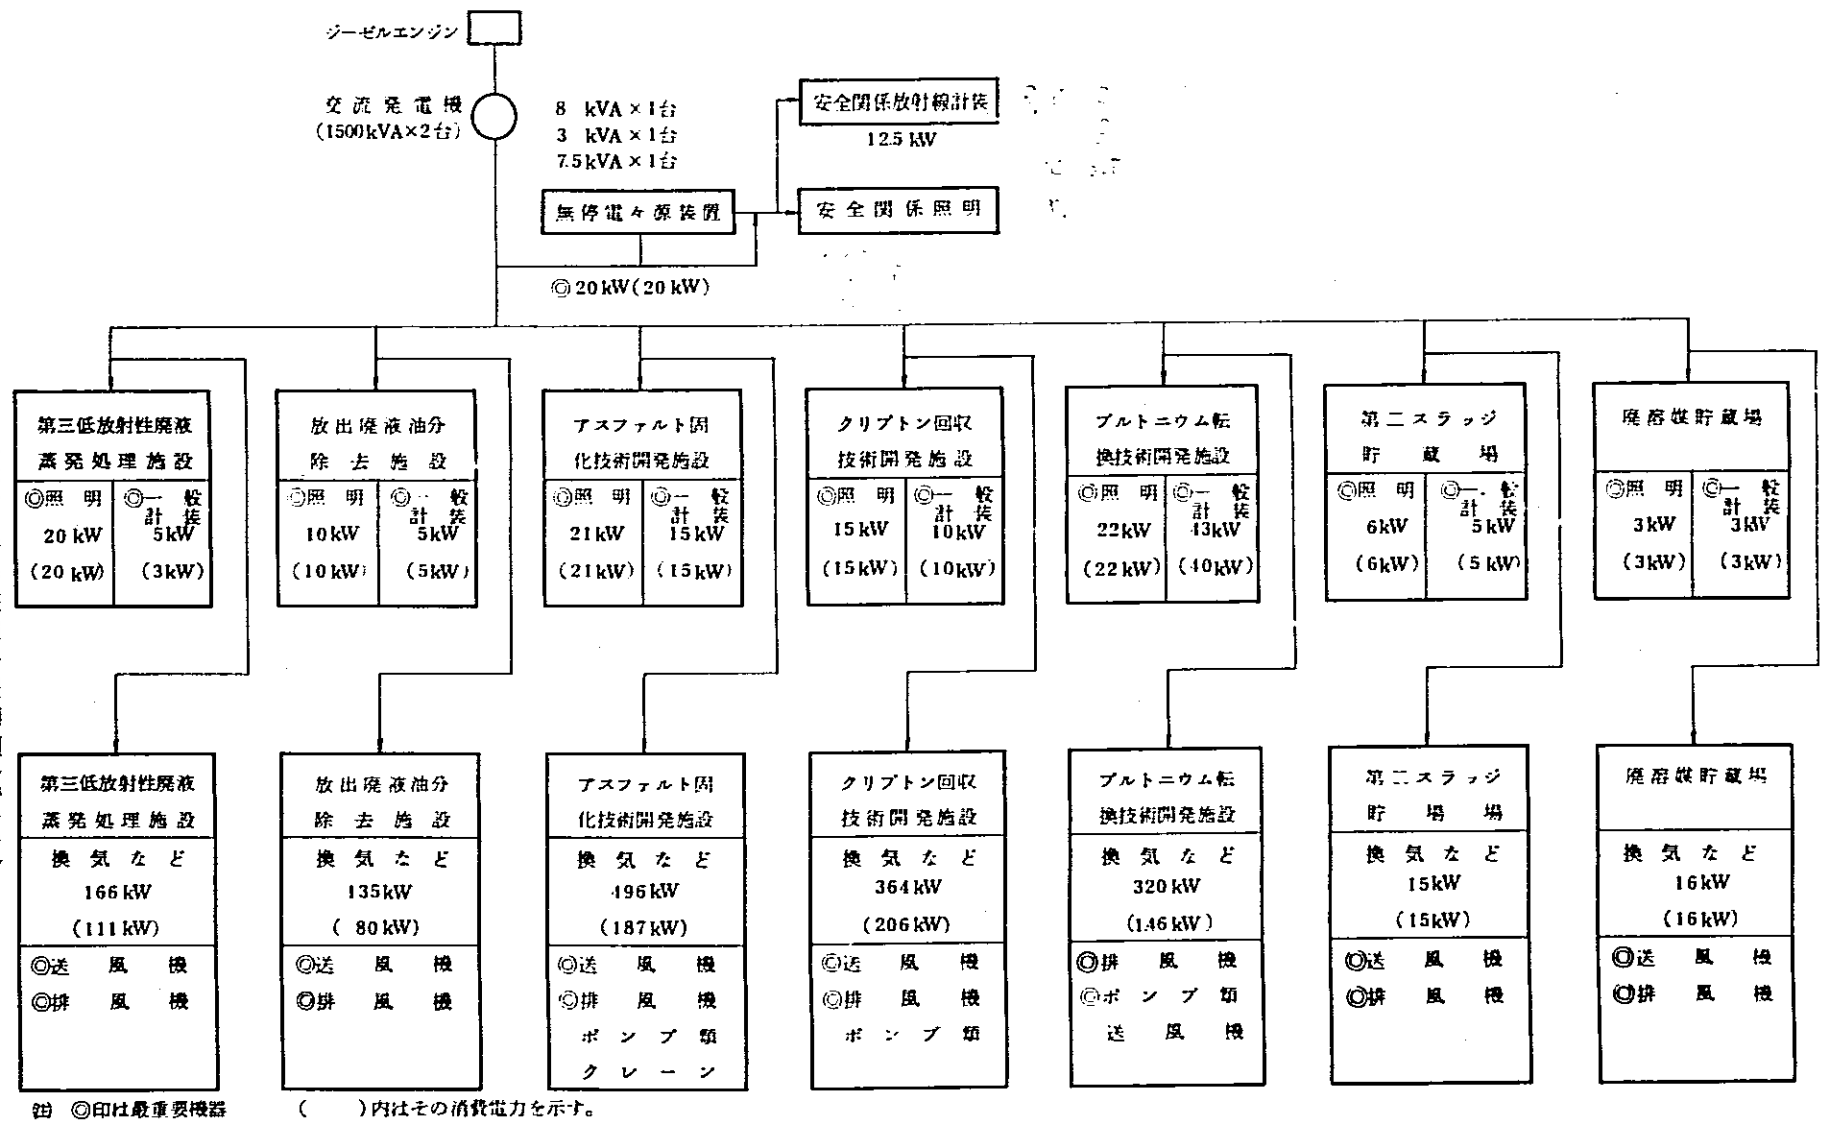 ジーゼルエンジン
交流発電機
(1500kVA×2台)
8 kVA×1台
3 kVA×1台
7.5kVA×1台
無停電々源装置
安全関係放射線計装
12.5 kW
安全関係照明
◎20kW(20kW)
第三低放射性廃液
蒸発処理施設
◎照明
20kW
(20kW)
◎一般
計装
5kW
(3kW)
放出廃液油分
除去施設
◎照明
10kW
(10kW)
◎一般
計装
5kW
(5kW)
アスファルト固
化技術開発施設
◎照明
21kW
(21kW)
◎一般
計装
15kW
(15kW)
クリプトン回収
技術開発施設
◎照明
15kW
(15kW)
◎一般
計装
10kW
(10kW)
プルトニウム転
換技術開発施設
◎照明
22kW
(22kW)
◎一般
計装
43kW
(40kW)
第二スラッジ
貯蔵場
◎照明
6kW
(6kW)
◎一般
計装
5kW
(5kW)
廃溶媒貯蔵場
◎照明
3kW
(3kW)
◎一般
計装
3kW
(3kW)
第三低放射性廃液
蒸発処理施設
換気など
166kW
(111kW)
◎送風機
◎排風機
放出廃液油分
除去施設
換気など
135kW
(80kW)
◎送風機
◎排風機
アスファルト固
化技術開発施設
換気など
496kW
(187kW)
◎送風機
◎排風機
ポンプ類
クレーン
クリプトン回収
技術開発施設
換気など
364kW
(206kW)
◎送風機
◎排風機
ポンプ類
プルトニウム転
換技術開発施設
換気など
320kW
(146kW)
◎排風機
◎ポンプ類
送風機
第二スラッジ
貯場場
換気など
15kW
(15kW)
◎送風機
◎排風機
廃溶媒貯蔵場
換気など
16kW
(16kW)
◎送風機
◎排風機
注) ◎印は最重要機器 ( )内はその消費電力を示す。